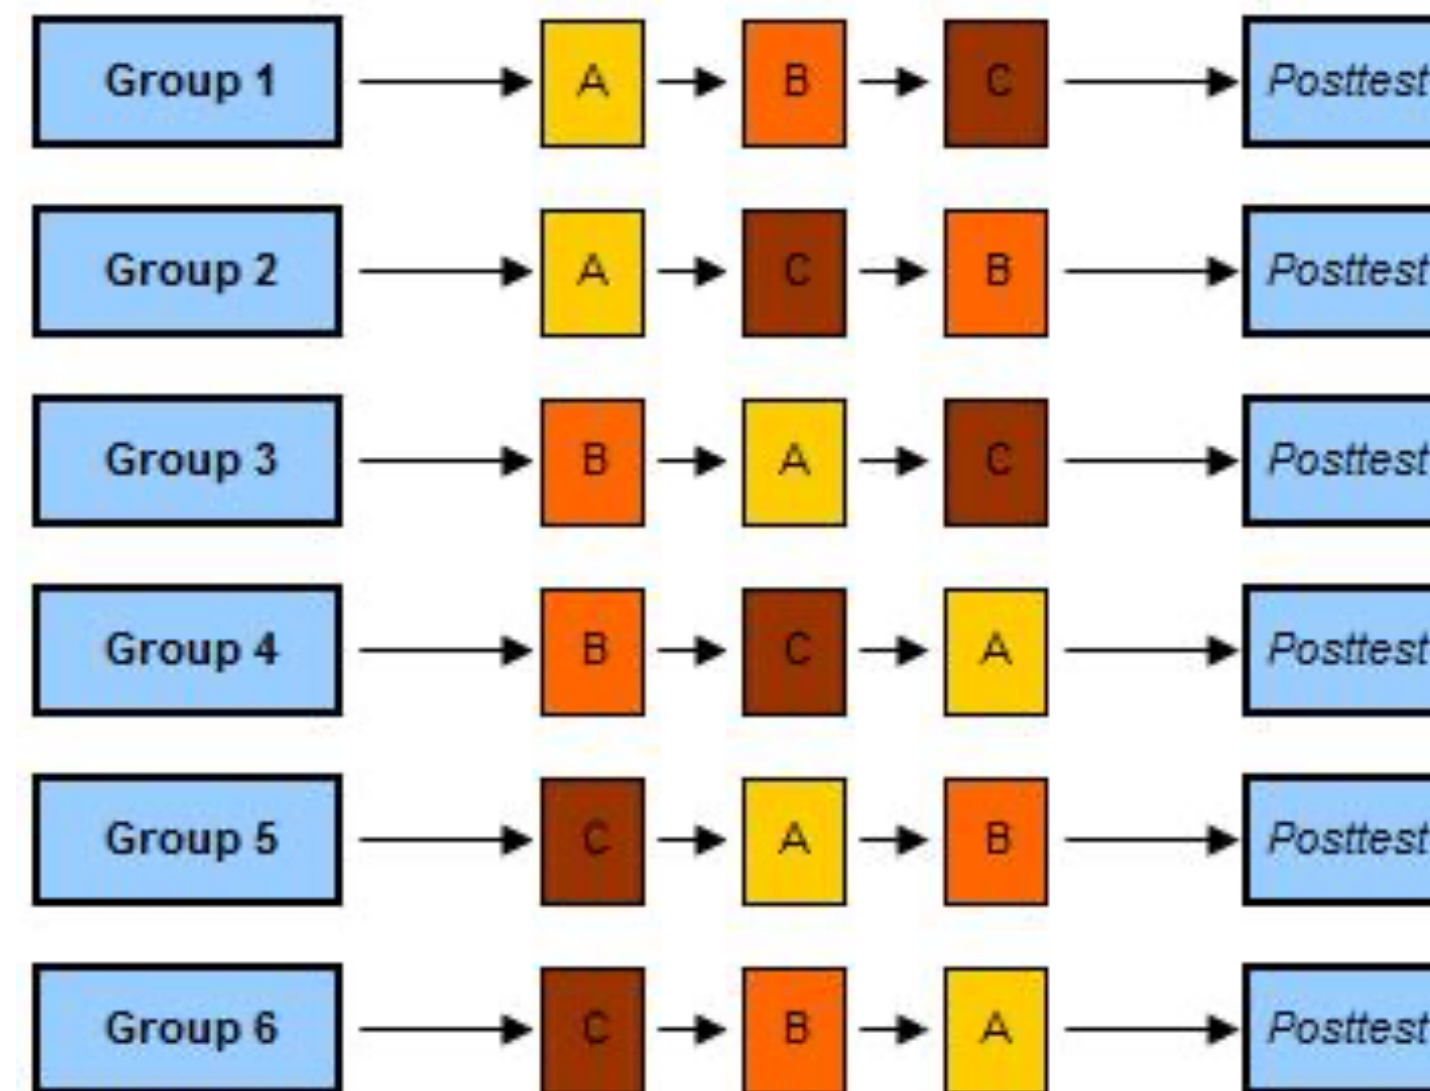 Group 1 A B C Posttest
Group 2 A C B Posttest
Group 3 B A C Posttest
Group 4 B C A Posttest
Group 5 C A B Posttest
Group 6 C B A Posttest